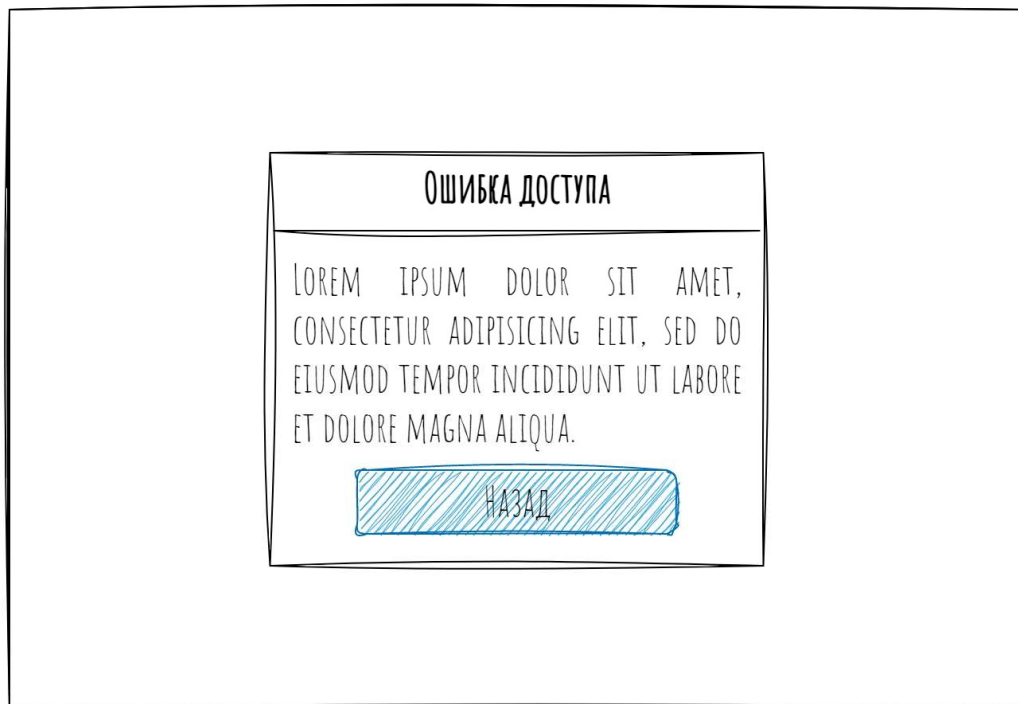 Ошибка доступа
Lorem ipsum dolor sit amet,
consectetur adipisicing elit, sed do
eiusmod tempor incididunt ut labore
et dolore magna aliqua.
Назад